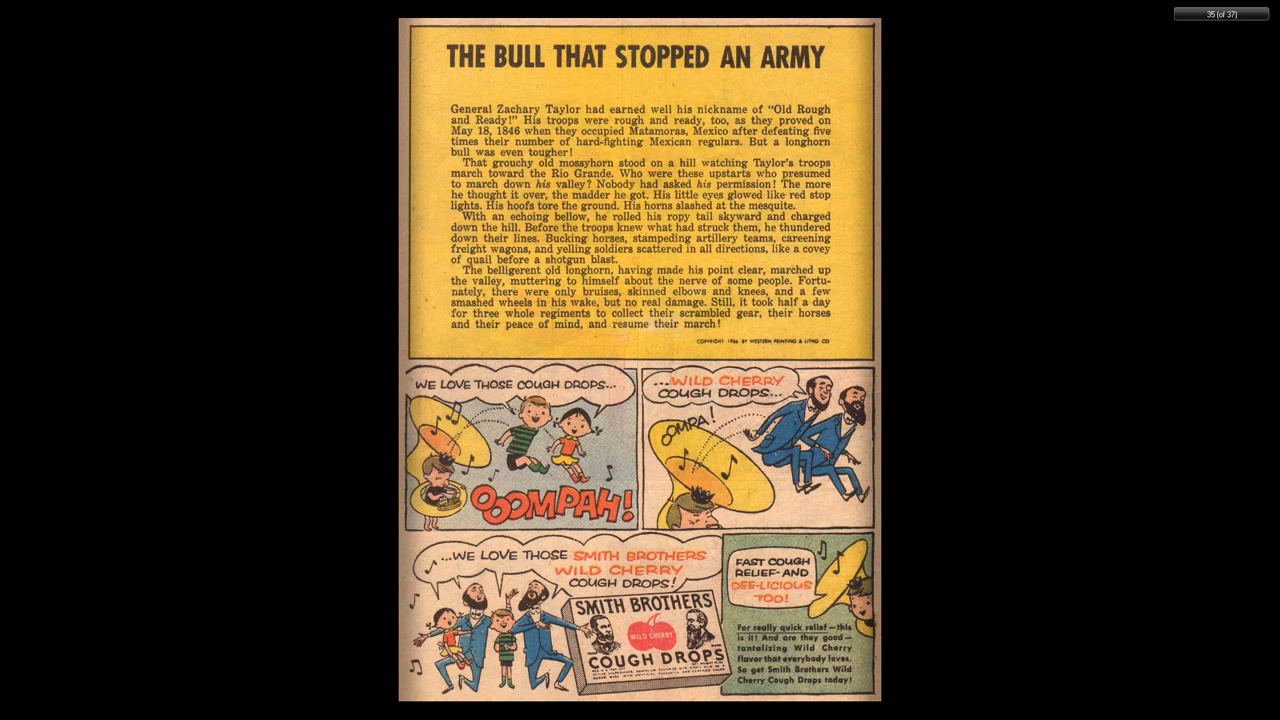 35 (of 37)
THE BULL THAT STOPPED AN ARMY
General Zachary Taylor had earned well his nickname of "Old Rough
and Ready!" His troops were rough and ready, too, as they proved on
May 18, 1846 when they occupied Matamoras, Mexico after defeating five
times their number of hard-fighting Mexican regulars. But a longhorn
bull was even tougher!
That grouchy old mossyhorn stood on a hill watching Taylor's troops
march toward the Rio Grande. Who were these upstarts who presumed
to march down his valley? Nobody had asked his permission! The more
he thought it over, the madder he got. His little eyes glowed like red stop
lights. His hoofs tore the ground. His horns slashed at the mesquite.
With an echoing bellow, he rolled his ropy tail skyward and charged
down the hill. Before the troops knew what had struck them, he thundered
down their lines. Bucking horses, stampeding artillery teams, careening
freight wagons, and yelling soldiers scattered in all directions, like a covey
of quail before a shotgun blast.
The belligerent old longhorn, having made his point clear, marched up
the valley, muttering to himself about the nerve of some people. Fortu-
nately, there were only bruises, skinned elbows and knees, and a few
smashed wheels in his wake, but no real damage. Still, it took half a day
for three whole regiments to collect their scrambled gear, their horses
and their peace of mind, and resume their march!
COPYRIGHT 1956 BY WESTERN PRINTING & LITHO CO
WE LOVE THOSE COUGH DROPS...
OOOMPAH!
...WILD CHERRY
COUGH DROPS...
OOMPA!
...WE LOVE THOSE SMITH BROTHERS
WILD CHERRY
COUGH DROPS!
SMITH BROTHERS
WILD CHERRY
COUGH DROPS
FAST COUGH
RELIEF-AND
DEE-LICIOUS
TOO!
For really quick relief—this
is it! And are they good—
tantalizing Wild Cherry
flavor that everybody loves.
So get Smith Brothers Wild
Cherry Cough Drops today!